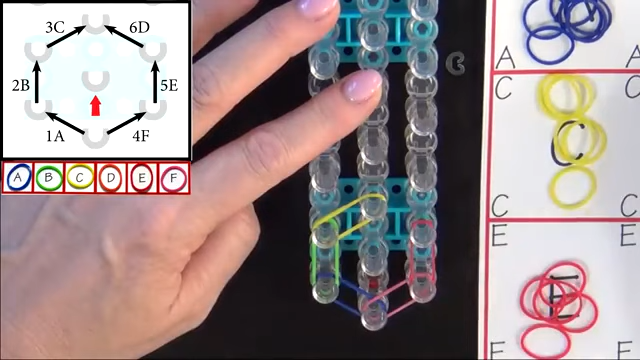 3C 6D
2B 5E
1A 4F
A B C D E F
A A
C C
C
C C
E E
E
F F